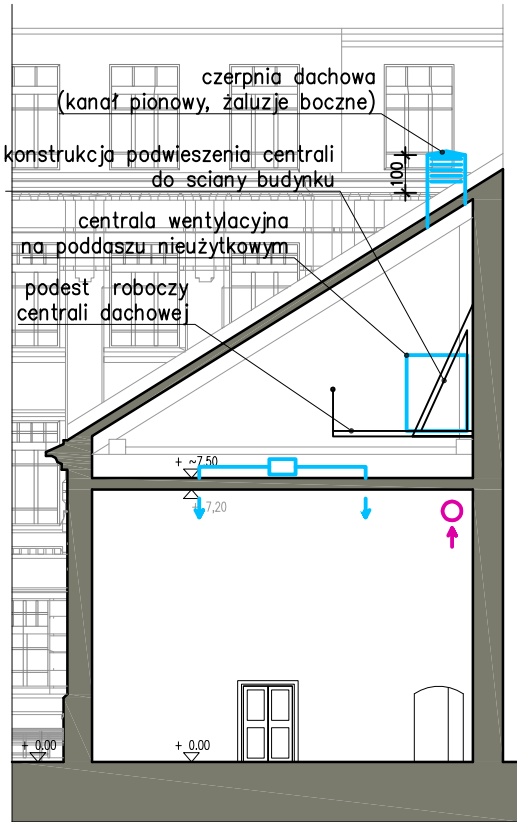 czerpnia dachowa
(kanał pionowy, żaluzje boczne)
konstrukcja podwieszenia centrali
do sciany budynku
100
centrala wentylacyjna
na poddaszu nieużytkowym
podest roboczy
centrali dachowej
+ ~7,50
+ 7,20
+ 0.00
+ 0.00